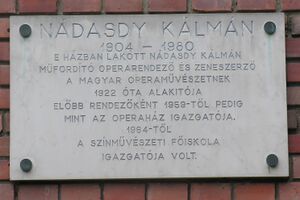 NÁDASDY KÁLMÁN
1904 – 1980
E HÁZBAN LAKOTT NÁDASDY KÁLMÁN
MŰFORDÍTÓ OPERARENDEZŐ ÉS ZENESZERZŐ
A MAGYAR OPERAMŰVÉSZETNEK
1922 ÓTA ALAKÍTÓJA
ELŐBB RENDEZŐKÉNT 1959-TŐL PEDIG
MINT AZ OPERAHÁZ IGAZGATÓJA.
1964-TŐL
A SZÍNMŰVÉSZETI FŐISKOLA
IGAZGATÓJA VOLT.